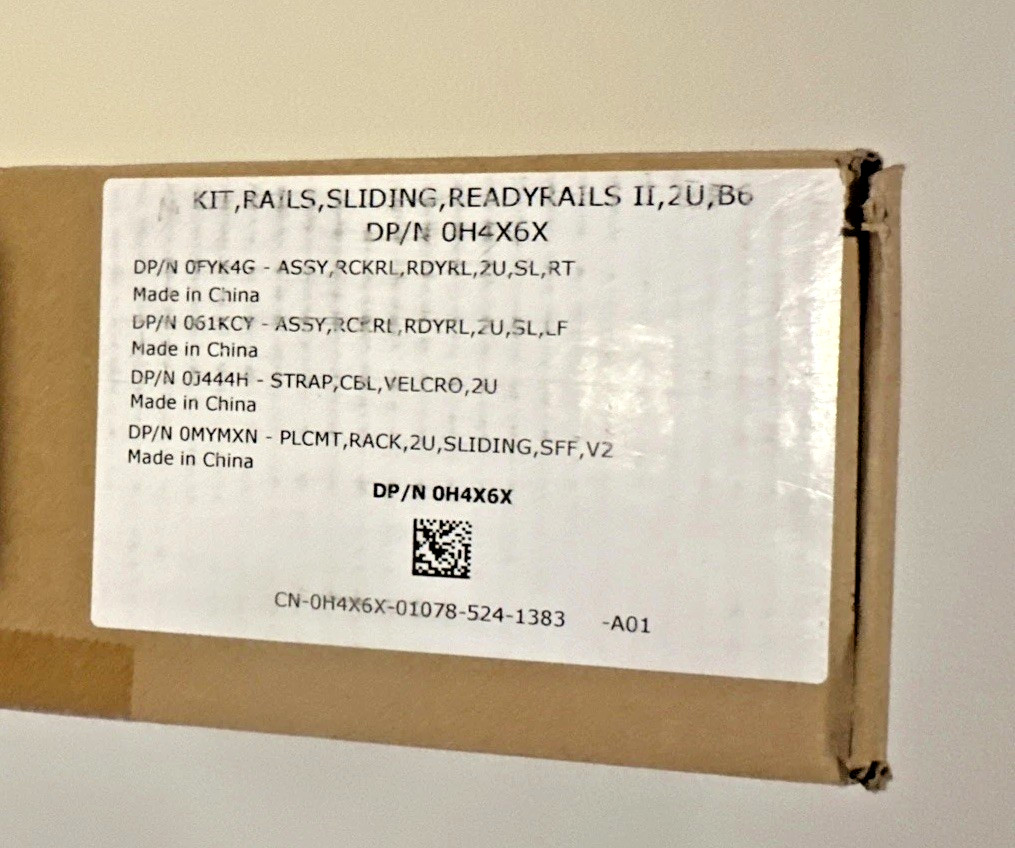 KIT,RAILS,SLIDING,READYRAILS II,2U,B6
DP/N 0H4X6X
DP/N 0FYK4G - ASSY,RCKRL,RDYRL,2U,SL,RT
Made in China
DP/N 061KCY - ASSY,RCKRL,RDYRL,2U,SL,LF
Made in China
DP/N 0J444H - STRAP,CBL,VELCRO,2U
Made in China
DP/N 0MYMXN - PLCMT,RACK,2U,SLIDING,SFF,V2
Made in China
DP/N 0H4X6X
CN-0H4X6X-01078-524-1383 -A01